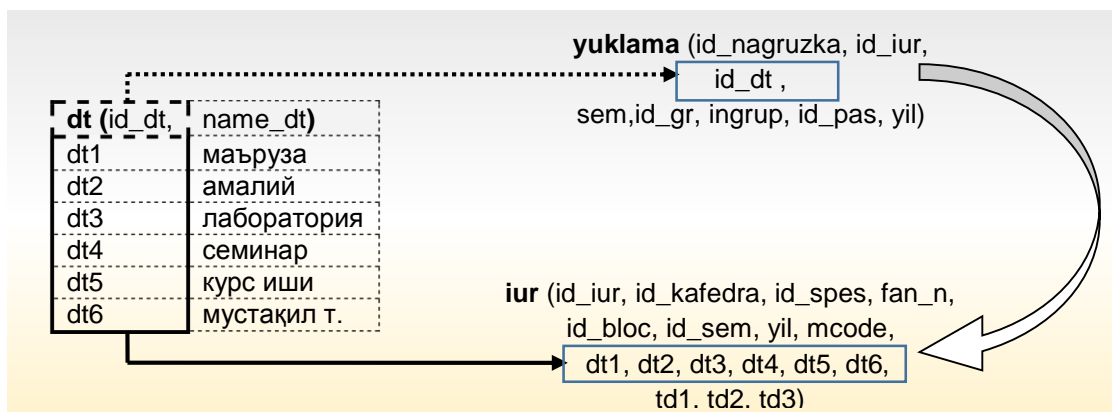 yuklama (id_nagruzka, id_iur,
id_dt ,
sem,id_gr, ingrup, id_pas, yil)
dt (id_dt, name_dt)
dt1 маъруза
dt2 амалий
dt3 лаборатория
dt4 семинар
dt5 курс иши
dt6 мустақил т.
iur (id_iur, id_kafedra, id_spes, fan_n,
id_bloc, id_sem, yil, mcode,
dt1, dt2, dt3, dt4, dt5, dt6,
td1, td2, td3)